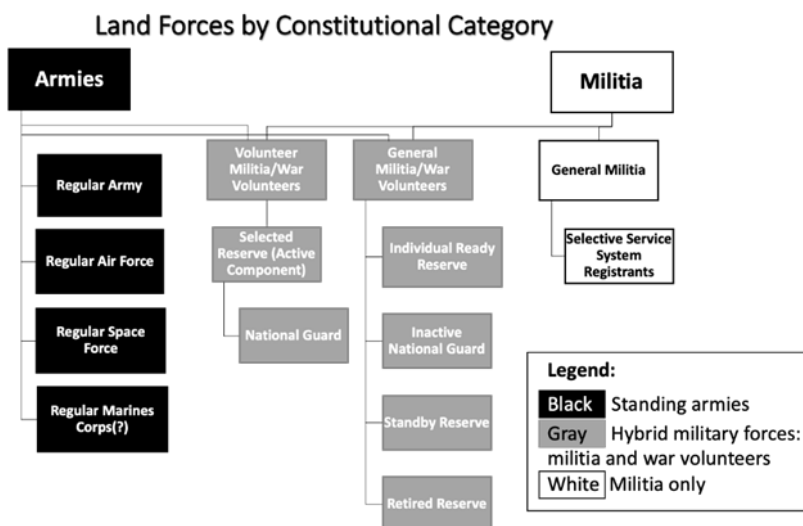 Land Forces by Constitutional Category
Armies
Militia
Regular Army
Regular Air Force
Regular Space
Force
Regular Marines
Corps(?)
Volunteer
Militia/War
Volunteers
Selected
Reserve (Active
Component)
National Guard
General
Militia/War
Volunteers
Individual Ready
Reserve
Inactive
National Guard
Standby Reserve
Retired Reserve
General Militia
Selective Service
System
Registrants
Legend:
Black Standing armies
Gray Hybrid military forces:
militia and war volunteers
White Militia only